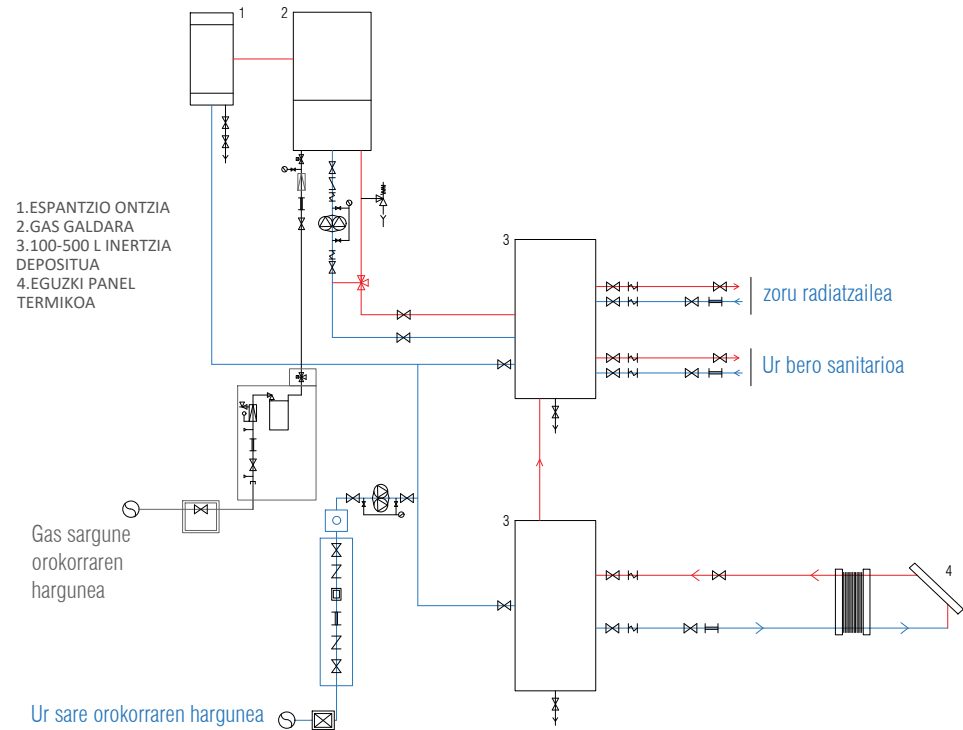 1
2
1.ESPANTZIO ONTZIA
2.GAS GALDARA
3.100-500 L INERTZIA
DEPOSITUA
4.EGUZKI PANEL
TERMIKOA
3
zoru radiatzailea
Ur bero sanitarioa
Gas sargune
orokorraren
hargunea
3
4
Ur sare orokorraren hargunea